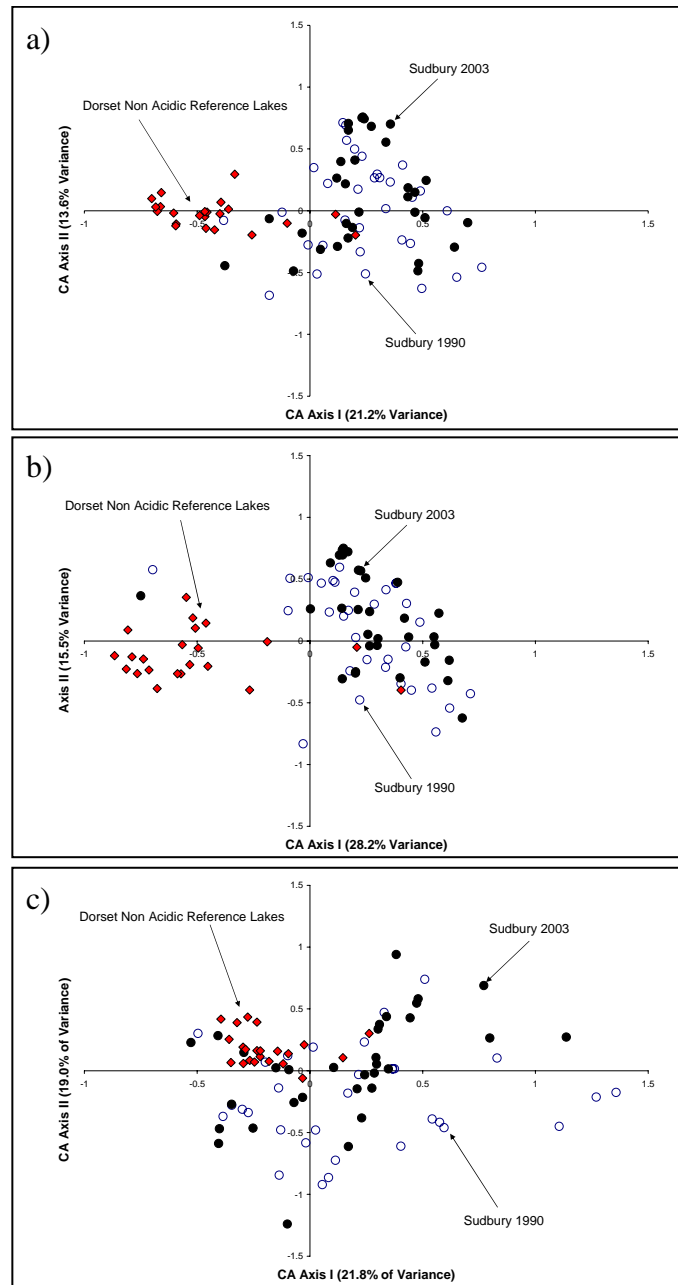 a)
1.5
Sudbury 2003
1
Dorset Non Acidic Reference Lakes
0.5
CA Axis II (13.6% Variance)
0
-1 -0.5 0 0.5 1 1.5
-0.5
Sudbury 1990
-1
-1.5
CA Axis I (21.2% Variance)
b)
1.5
Dorset Non Acidic Reference Lakes
Sudbury 2003
1
0.5
Axis II (15.5% Variance)
0
-1 -0.5 0 0.5 1 1.5
-0.5
Sudbury 1990
-1
-1.5
CA Axis I (28.2% Variance)
c)
1.5
Dorset Non Acidic Reference Lakes
Sudbury 2003
1
0.5
CA Axis II (19.0% of Variance)
0
-1 -0.5 0 0.5 1 1.5
-0.5
Sudbury 1990
-1
-1.5
CA Axis I (21.8% of Variance)